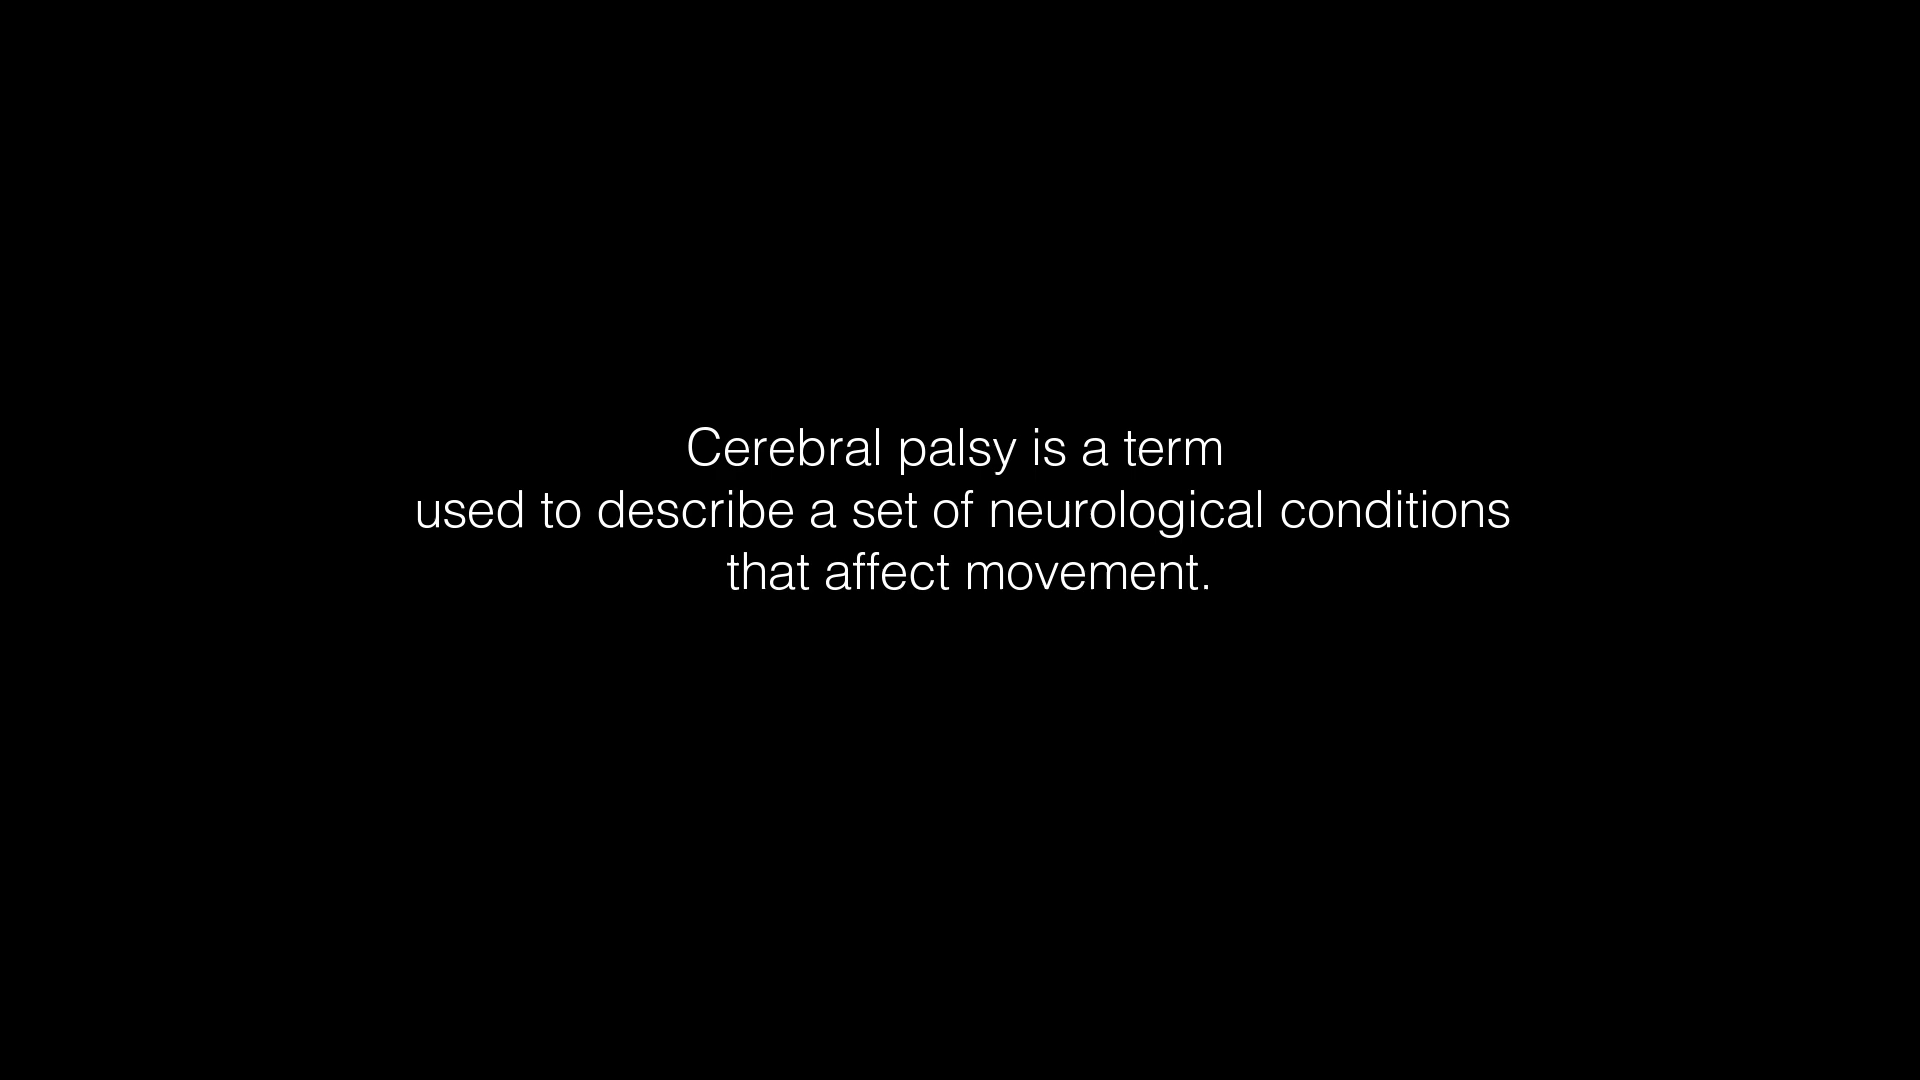 Cerebral palsy is a term
used to describe a set of neurological conditions
that affect movement.